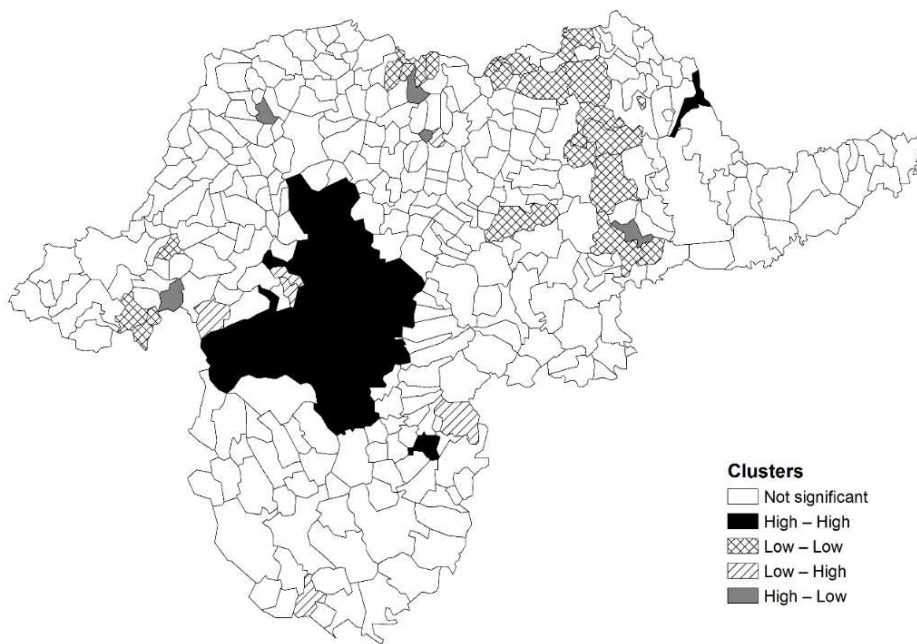 Clusters
Not significant
High – High
Low – Low
Low – High
High – Low